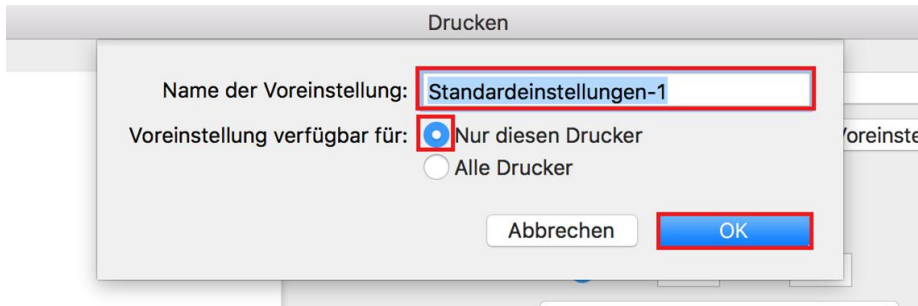 Drucken
Name der Voreinstellung: Standardeinstellungen-1
Voreinstellung verfügbar für: Nur diesen Drucker
Alle Drucker
Abbrechen OK